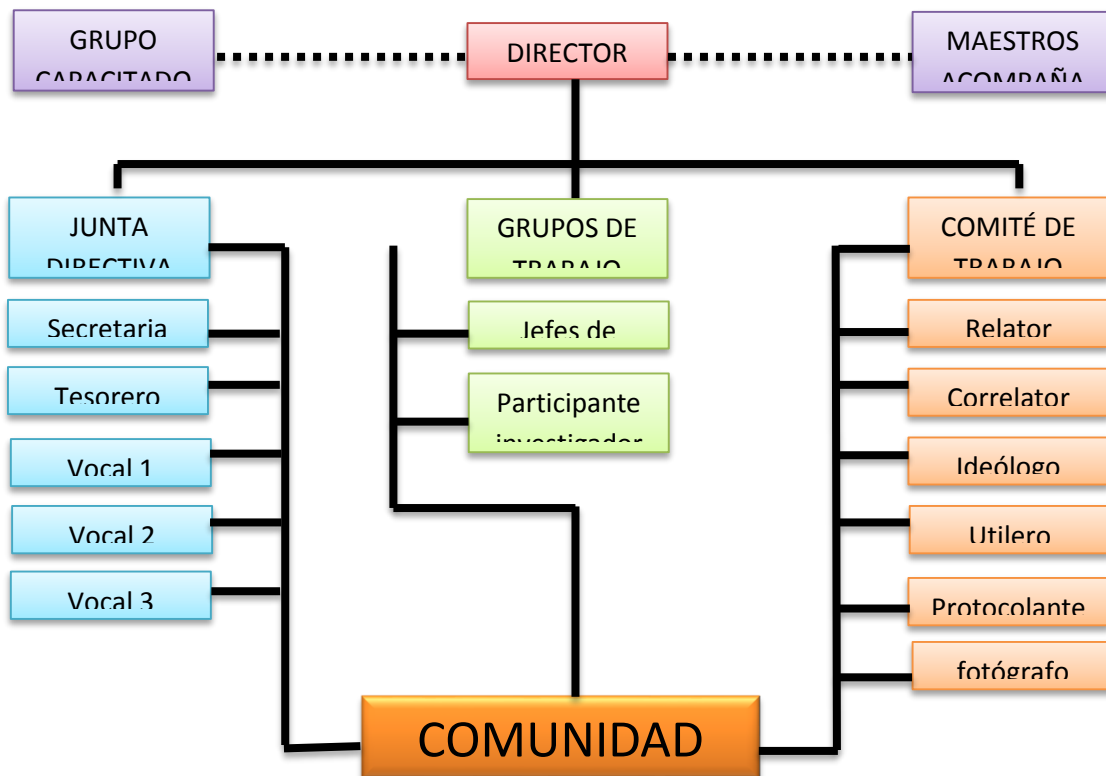 GRUPO
CAPACITADO
DIRECTOR
MAESTROS
ACOMPAÑA
JUNTA
DIRECTIVA
GRUPOS DE
TRABAJO
COMITÉ DE
TRABAJO
Secretaria
Tesorero
Vocal 1
Vocal 2
Vocal 3
Jefes de
Participante
investigador
Relator
Correlator
Ideólogo
Utilero
Protocolante
fotógrafo
COMUNIDAD